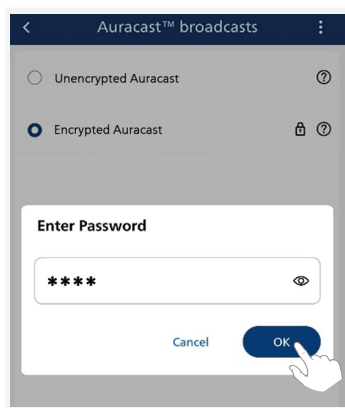 Auracast™ broadcasts
Unencrypted Auracast
Encrypted Auracast
Enter Password
****
Cancel OK